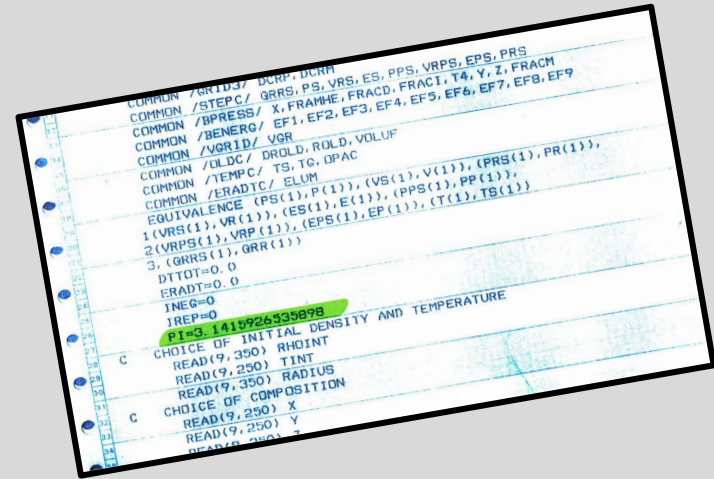 COMMON /GRID3/ DCRP, DCRM
COMMON /STEPC/ QRRS, PS, VRS, ES, PPS, VRPS, EPS, PRS
COMMON /BPRESS/ X, FRAMHE, FRACD, FRACI, T4, Y, Z, FRACM
COMMON /BENERG/ EF1, EF2, EF3, EF4, EF5, EF6, EF7, EF8, EF9
COMMON /VGRID/ VGR
COMMON /OLDC/ DROLD, ROLD, VOLUF
COMMON /TEMPC/ TS, TG, OPAC
COMMON /ERADTC/ ELUM
EQUIVALENCE (PS(1), P(1)), (VS(1), V(1)), (PRS(1), PR(1)),
1(VRS(1), VR(1)), (ES(1), E(1)), (PPS(1), PP(1)),
2(VRPS(1), VRP(1)), (EPS(1), EP(1)), (T(1), TS(1))
3, (QRRS(1), QRR(1))
DTTOT=0.0
ERADT=0.0
INEG=0
IREP=0
PI=3.1415926535898
C CHOICE OF INITIAL DENSITY AND TEMPERATURE
READ(9,350) RHOINT
READ(9,250) TINT
READ(9,350) RADIUS
C CHOICE OF COMPOSITION
READ(9,250) X
READ(9,250) Y